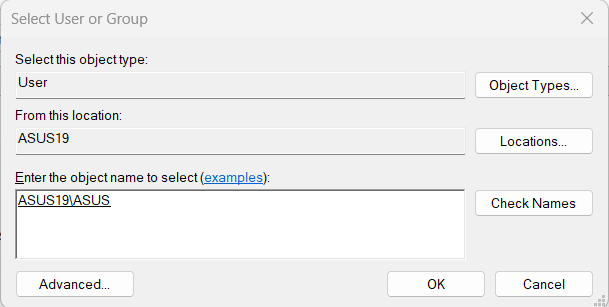 Select User or Group
Select this object type:
User
Object Types...
From this location:
ASUS19
Locations...
Enter the object name to select (examples):
ASUS19\ASUS
Check Names
Advanced...
OK
Cancel